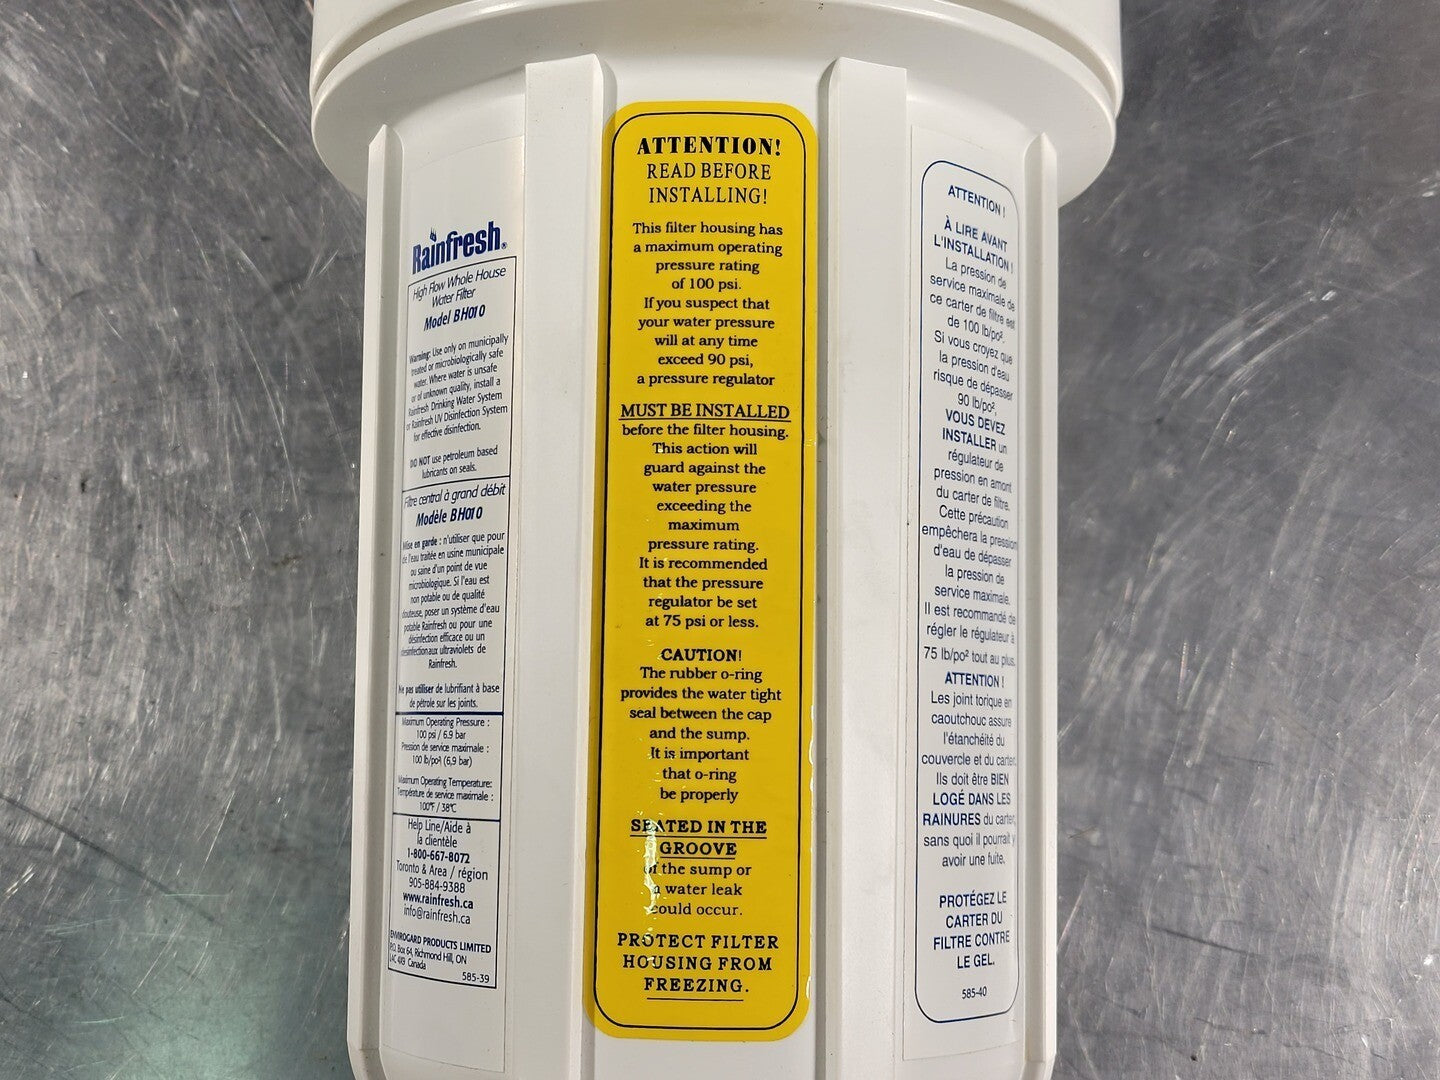 Rainfresh®
High Flow Whole House
Water Filter
Model BH010
Warning: Use only on municipally
treated or microbiologically safe
water. Where water is unsafe
or of unknown quality, install a
Rainfresh Drinking Water System
or Rainfresh UV Disinfection System
for effective disinfection.
DO NOT use petroleum based
lubricants on seals.
Filtre central à grand débit
Modèle BH010
Mise en garde : n'utiliser que pour
de l'eau traitée en usine municipale
ou saine d'un point de vue
microbiologique. Si l'eau est
non potable ou de qualité
douteuse, poser un système d'eau
potable Rainfresh ou pour une
désinfection efficace ou un
desinfectionaux ultraviolets de
Rainfresh.
Ne pas utiliser de lubrifiant à base
de pétrole sur les joints.
Maximum Operating Pressure :
100 psi / 6.9 bar
Pression de service maximale :
100 lb/po² (6,9 bar)
Maximum Operating Temperature:
Température de service maximale :
100°F / 38°C
Help Line/Aide à
la clientèle
1-800-667-8072
Toronto & Area / région
905-884-9388
www.rainfresh.ca
info@rainfresh.ca
ENVIROGARD PRODUCTS LIMITED
P.O. Box 64, Richmond Hill, ON
L4C 4X9 Canada
585-39
ATTENTION!
READ BEFORE
INSTALLING!
This filter housing has
a maximum operating
pressure rating
of 100 psi.
If you suspect that
your water pressure
will at any time
exceed 90 psi,
a pressure regulator
MUST BE INSTALLED
before the filter housing.
This action will
guard against the
water pressure
exceeding the
maximum
pressure rating.
It is recommended
that the pressure
regulator be set
at 75 psi or less.
CAUTION!
The rubber o-ring
provides the water tight
seal between the cap
and the sump.
It is important
that o-ring
be properly
SEATED IN THE
GROOVE
of the sump or
a water leak
could occur.
PROTECT FILTER
HOUSING FROM
FREEZING.
ATTENTION !
À LIRE AVANT
L'INSTALLATION !
La pression de
service maximale de
ce carter de filtre est
de 100 lb/po².
Si vous croyez que
la pression d'eau
risque de dépasser
90 lb/po²,
VOUS DEVEZ
INSTALLER un
régulateur de
pression en amont
du carter de filtre.
Cette précaution
empêchera la pression
d'eau de dépasser
la pression de
service maximale.
Il est recommandé de
régler le régulateur à
75 lb/po² tout au plus.
ATTENTION !
Les joint torique en
caoutchouc assure
l'étanchéité du
couvercle et du carter.
Ils doit être BIEN
LOGÉ DANS LES
RAINURES du carter,
sans quoi il pourrait y
avoir une fuite.
PROTÉGEZ LE
CARTER DU
FILTRE CONTRE
LE GEL.
585-40